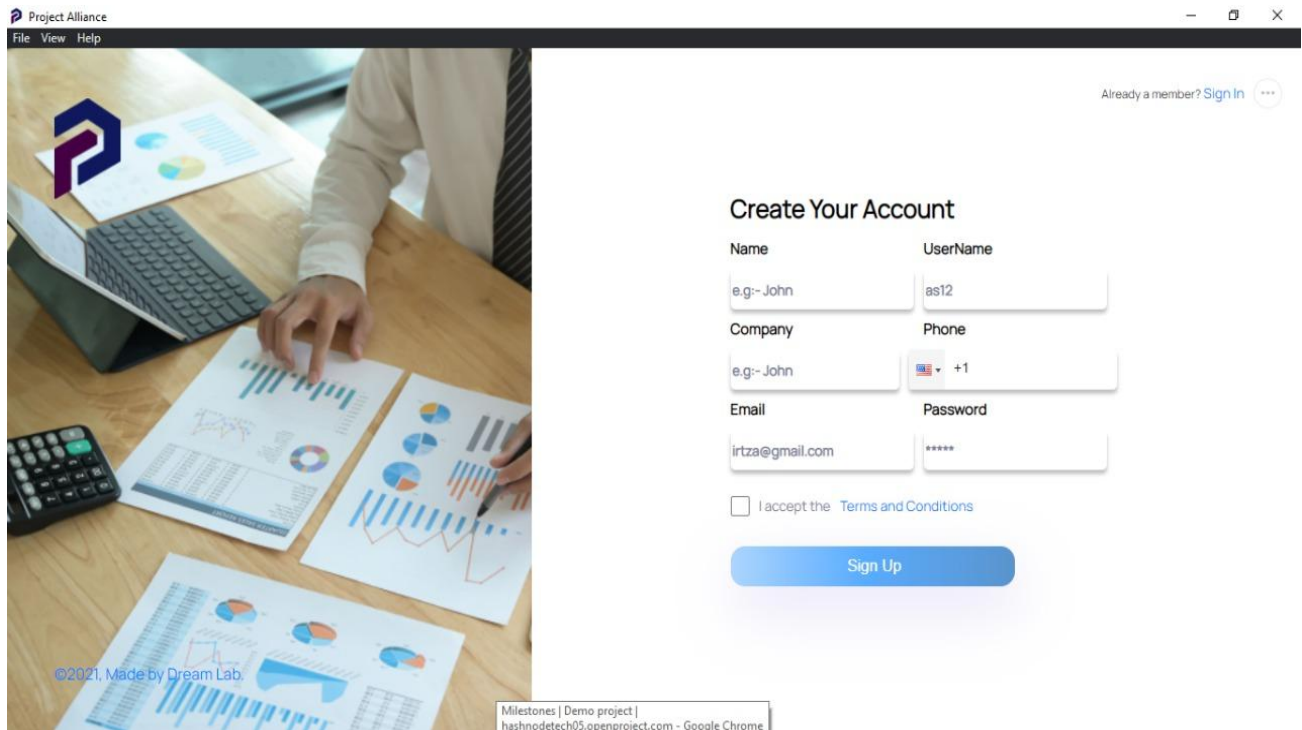 Project Alliance
File View Help
Already a member? Sign In
Create Your Account
Name UserName
e.g:- John as12
Company Phone
e.g:- John +1
Email Password
irtza@gmail.com *****
I accept the Terms and Conditions
Sign Up
©2021, Made by Dream Lab.
Milestones | Demo project |
hashnodetech05.openproject.com - Google Chrome